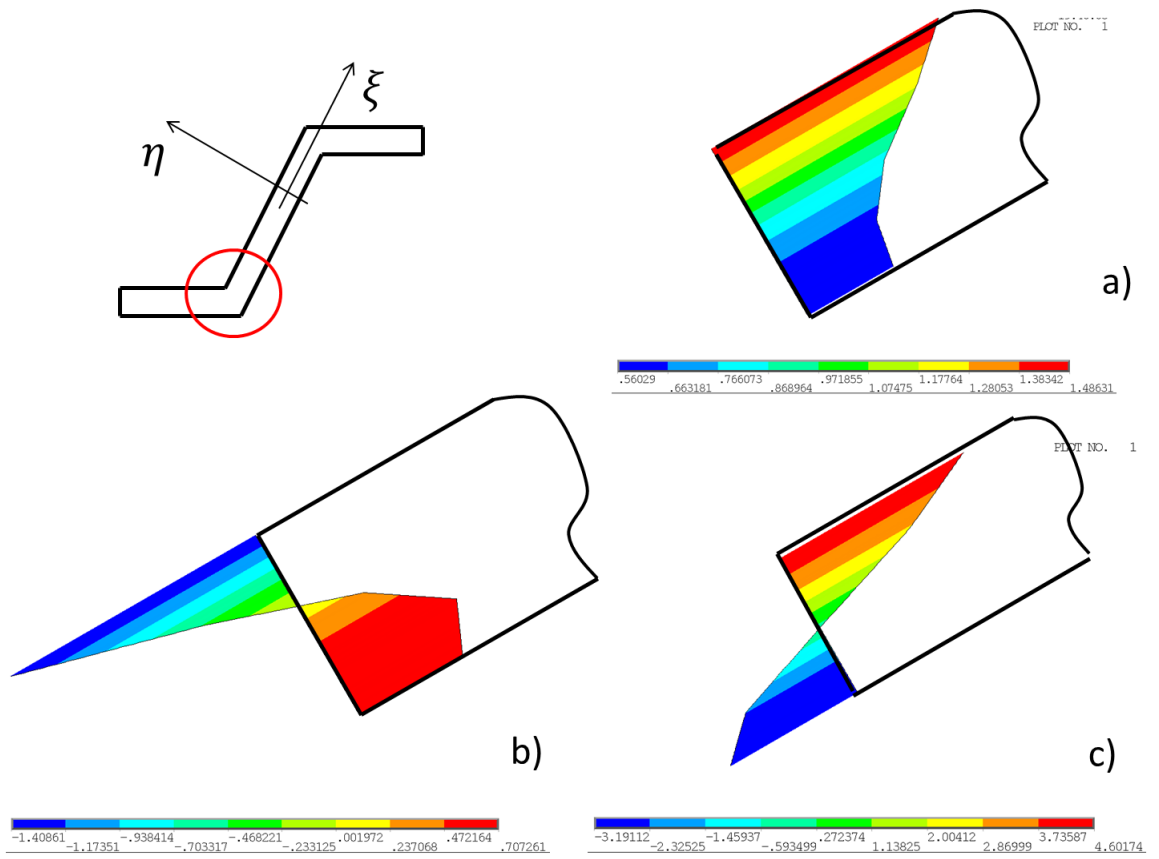 ξ
η
PLOT NO. 1
a)
.56029 .663181 .766073 .868964 .971855 1.07475 1.17764 1.28053 1.38342 1.48631
PLOT NO. 1
b)
c)
-1.40861 -1.17351 -.938414 -.703317 -.468221 -.233125 .001972 .237068 .472164 .707261
-3.19112 -2.32525 -1.45937 -.593499 .272374 1.13825 2.00412 2.86999 3.73587 4.60174